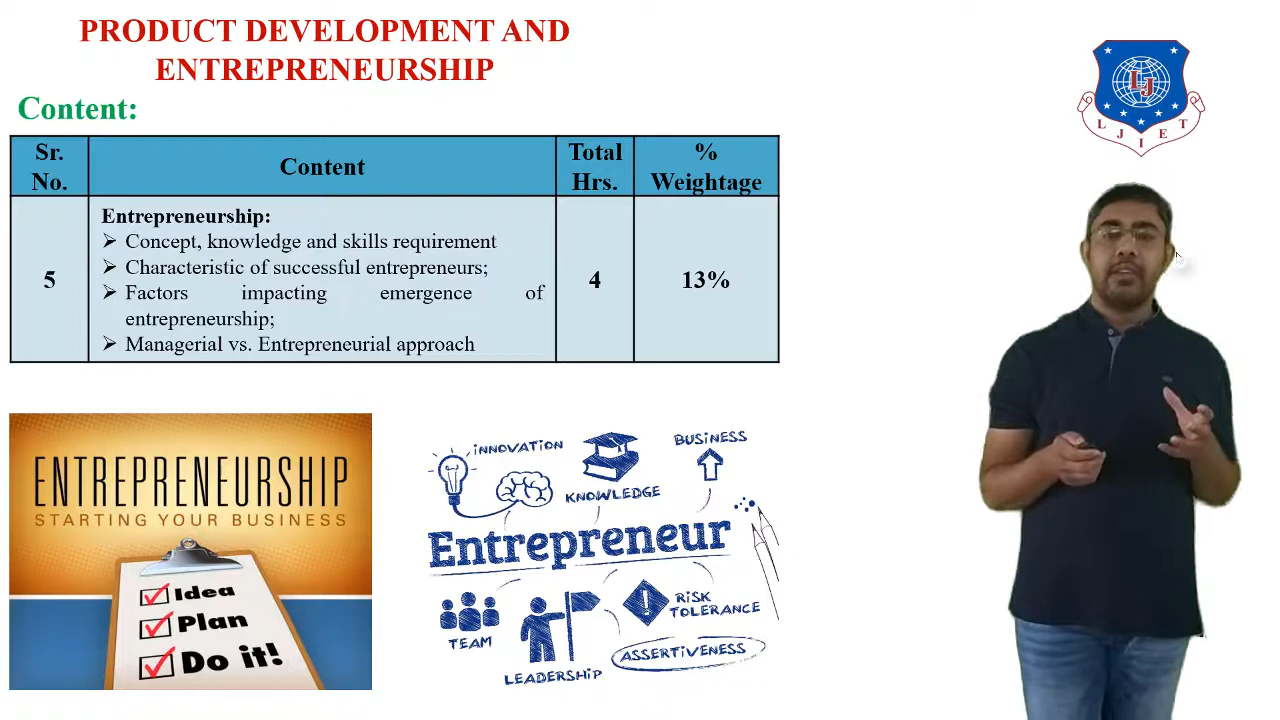 PRODUCT DEVELOPMENT AND
ENTREPRENEURSHIP
Content:
Sr.
No.
Content
Total
Hrs.
%
Weightage
5
Entrepreneurship:
➢ Concept, knowledge and skills requirement
➢ Characteristic of successful entrepreneurs;
➢ Factors impacting emergence of
entrepreneurship;
➢ Managerial vs. Entrepreneurial approach
4
13%
LJ
L J I E T
ENTREPRENEURSHIP
STARTING YOUR BUSINESS
Idea
Plan
Do it!
INNOVATION
KNOWLEDGE
BUSINESS
Entrepreneur
TEAM
LEADERSHIP
RISK
TOLERANCE
ASSERTIVENESS